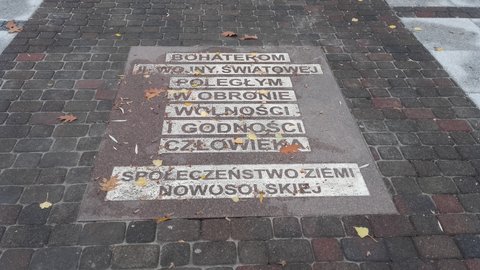 BOHATEROM
II WOJNY ŚWIATOWEJ
POLEGŁYM
W OBRONIE
WOLNOŚCI
I GODNOŚCI
CZŁOWIEKA
SPOŁECZEŃSTWO ZIEMI
NOWOSOLSKIEJ